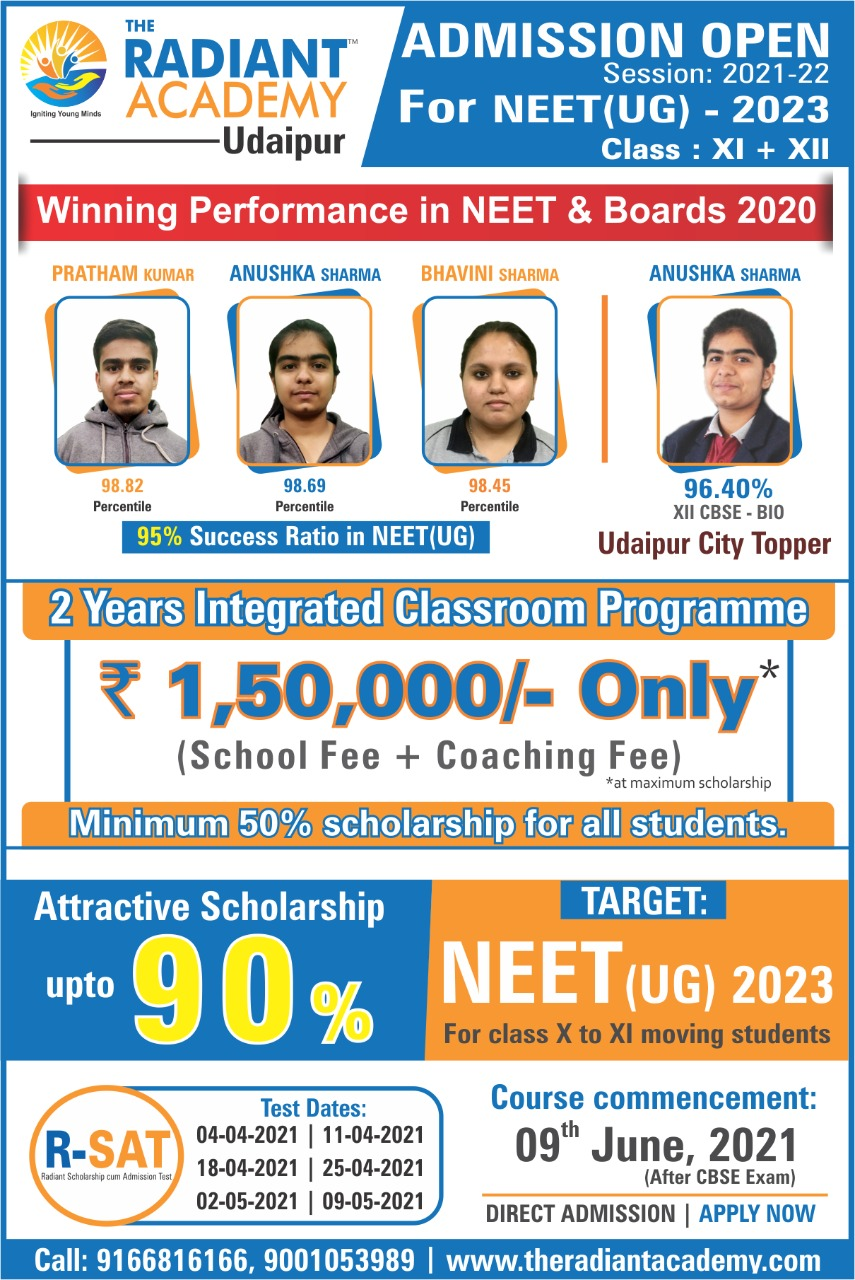 THE
RADIANT™
ACADEMY
Igniting Young Minds
Udaipur
ADMISSION OPEN
Session: 2021-22
For NEET(UG) - 2023
Class : XI + XII
Winning Performance in NEET & Boards 2020
PRATHAM KUMAR
98.82
Percentile
ANUSHKA SHARMA
98.69
Percentile
BHAVINI SHARMA
98.45
Percentile
95% Success Ratio in NEET(UG)
ANUSHKA SHARMA
96.40%
XII CBSE - BIO
Udaipur City Topper
2 Years Integrated Classroom Programme
₹ 1,50,000/- Only*
(School Fee + Coaching Fee)
*at maximum scholarship
Minimum 50% scholarship for all students.
Attractive Scholarship
upto 90%
TARGET:
NEET (UG) 2023
For class X to XI moving students
R-SAT
Radiant Scholarship cum Admission Test
Test Dates:
04-04-2021 | 11-04-2021
18-04-2021 | 25-04-2021
02-05-2021 | 09-05-2021
Course commencement:
09th June, 2021
(After CBSE Exam)
DIRECT ADMISSION | APPLY NOW
Call: 9166816166, 9001053989 | www.theradiantacademy.com